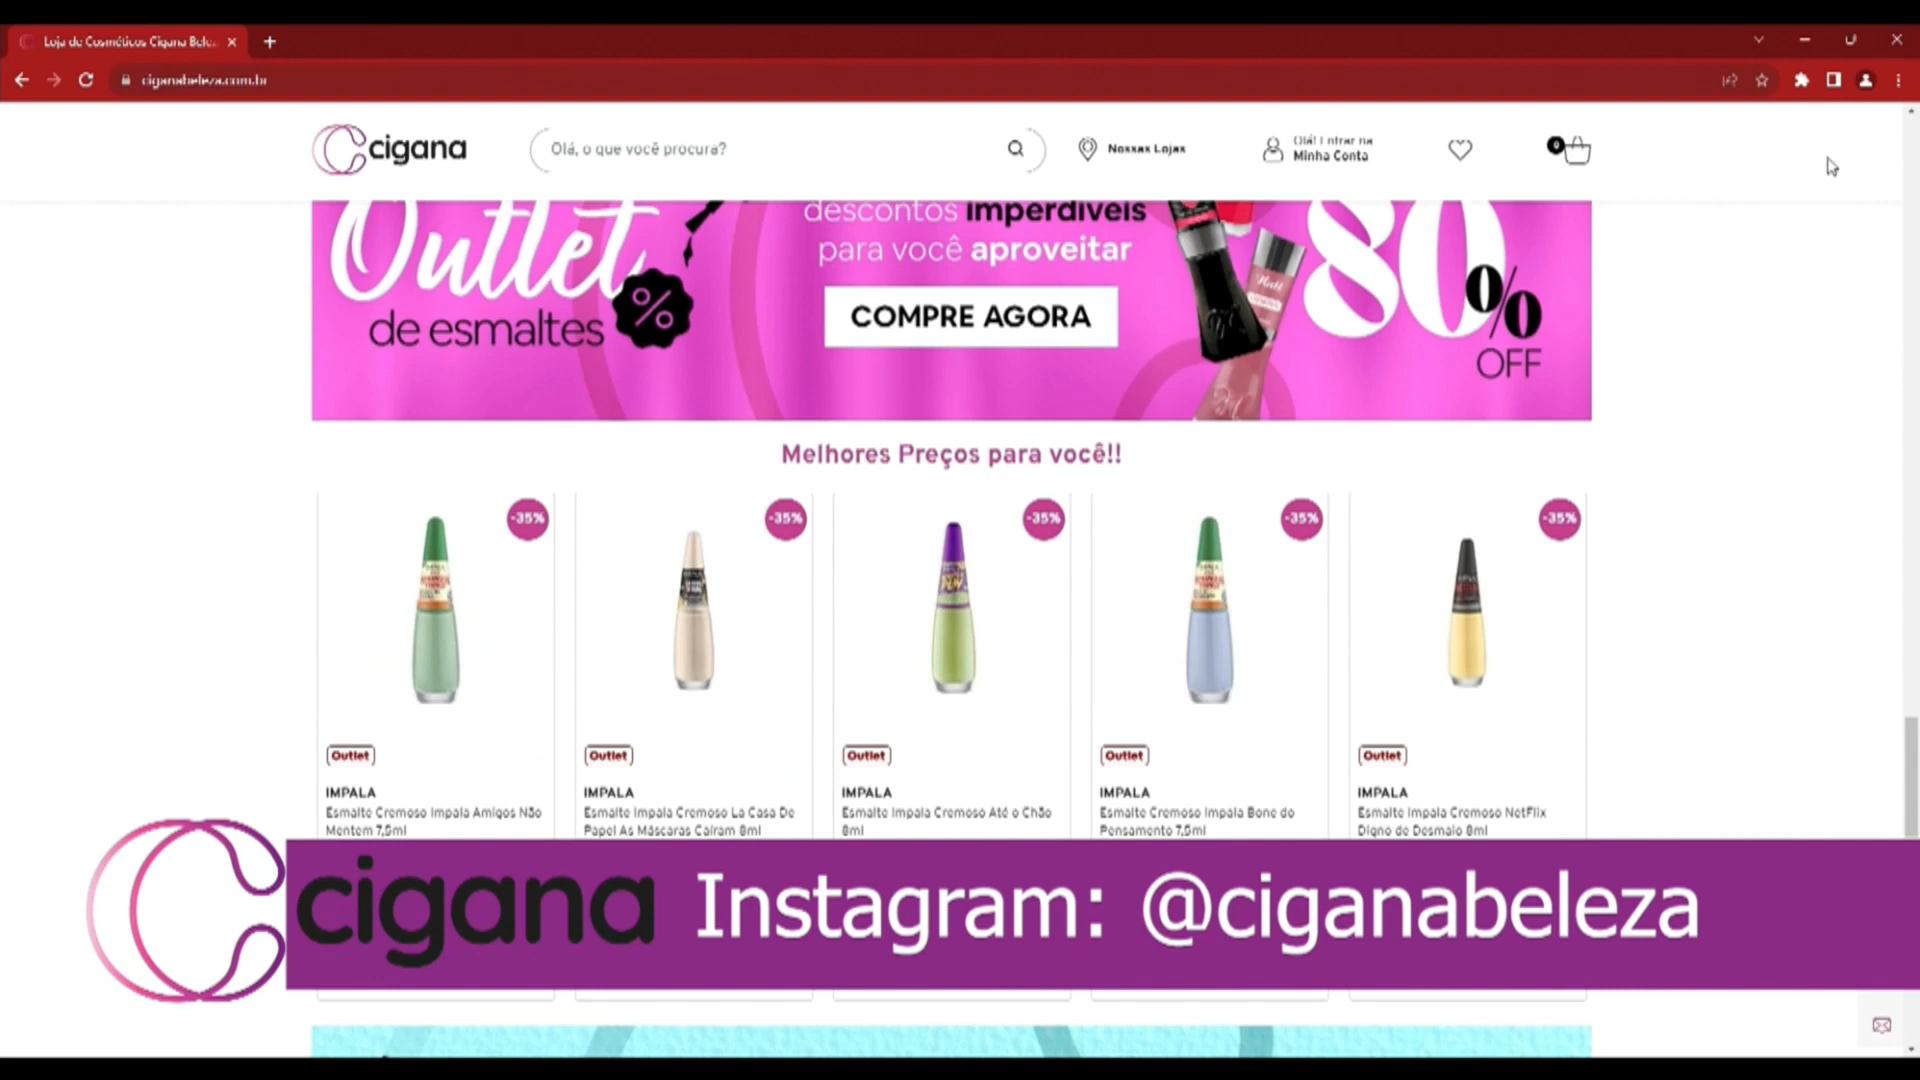 Loja de Cosméticos Cigana Bele
ciganabeleza.com.br
cigana
Olá, o que você procura?
Nossas Lojas
Olá! Entrar na
Minha Conta
0
Outlet
de esmaltes
%
descontos imperdíveis
para você aproveitar
COMPRE AGORA
80%
OFF
Melhores Preços para você!!
-35%
-35%
-35%
-35%
-35%
Outlet
Outlet
Outlet
Outlet
Outlet
IMPALA
Esmalte Cremoso Impala Amigos Não
Mentem 7,5ml
IMPALA
Esmalte Impala Cremoso La Casa De
Papel As Máscaras Caíram 8ml
IMPALA
Esmalte Impala Cremoso Até o Chão
8ml
IMPALA
Esmalte Cremoso Impala Bone do
Pensamento 7,5ml
IMPALA
Esmalte Impala Cremoso NetFlix
Digno de Desmaio 8ml
cigana Instagram: @ciganabeleza